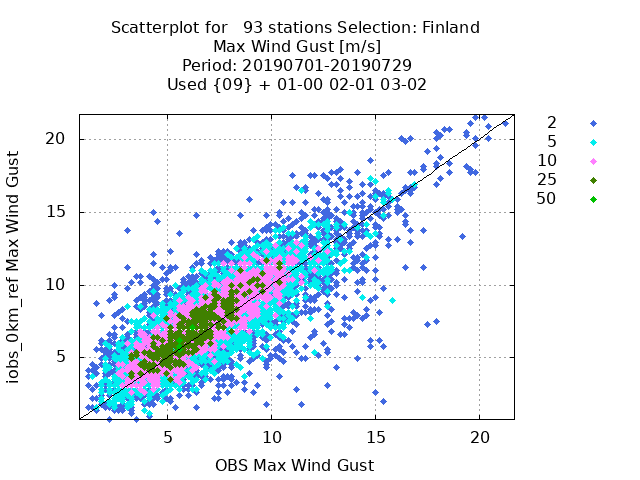 Scatterplot for   93 stations Selection: Finland
Max Wind Gust [m/s]
Period: 20190701-20190729
Used {09} + 01-00 02-01 03-02
iobs_0km_ref Max Wind Gust
20
15
10
5
5 10 15 20
OBS Max Wind Gust
2
5
10
25
50